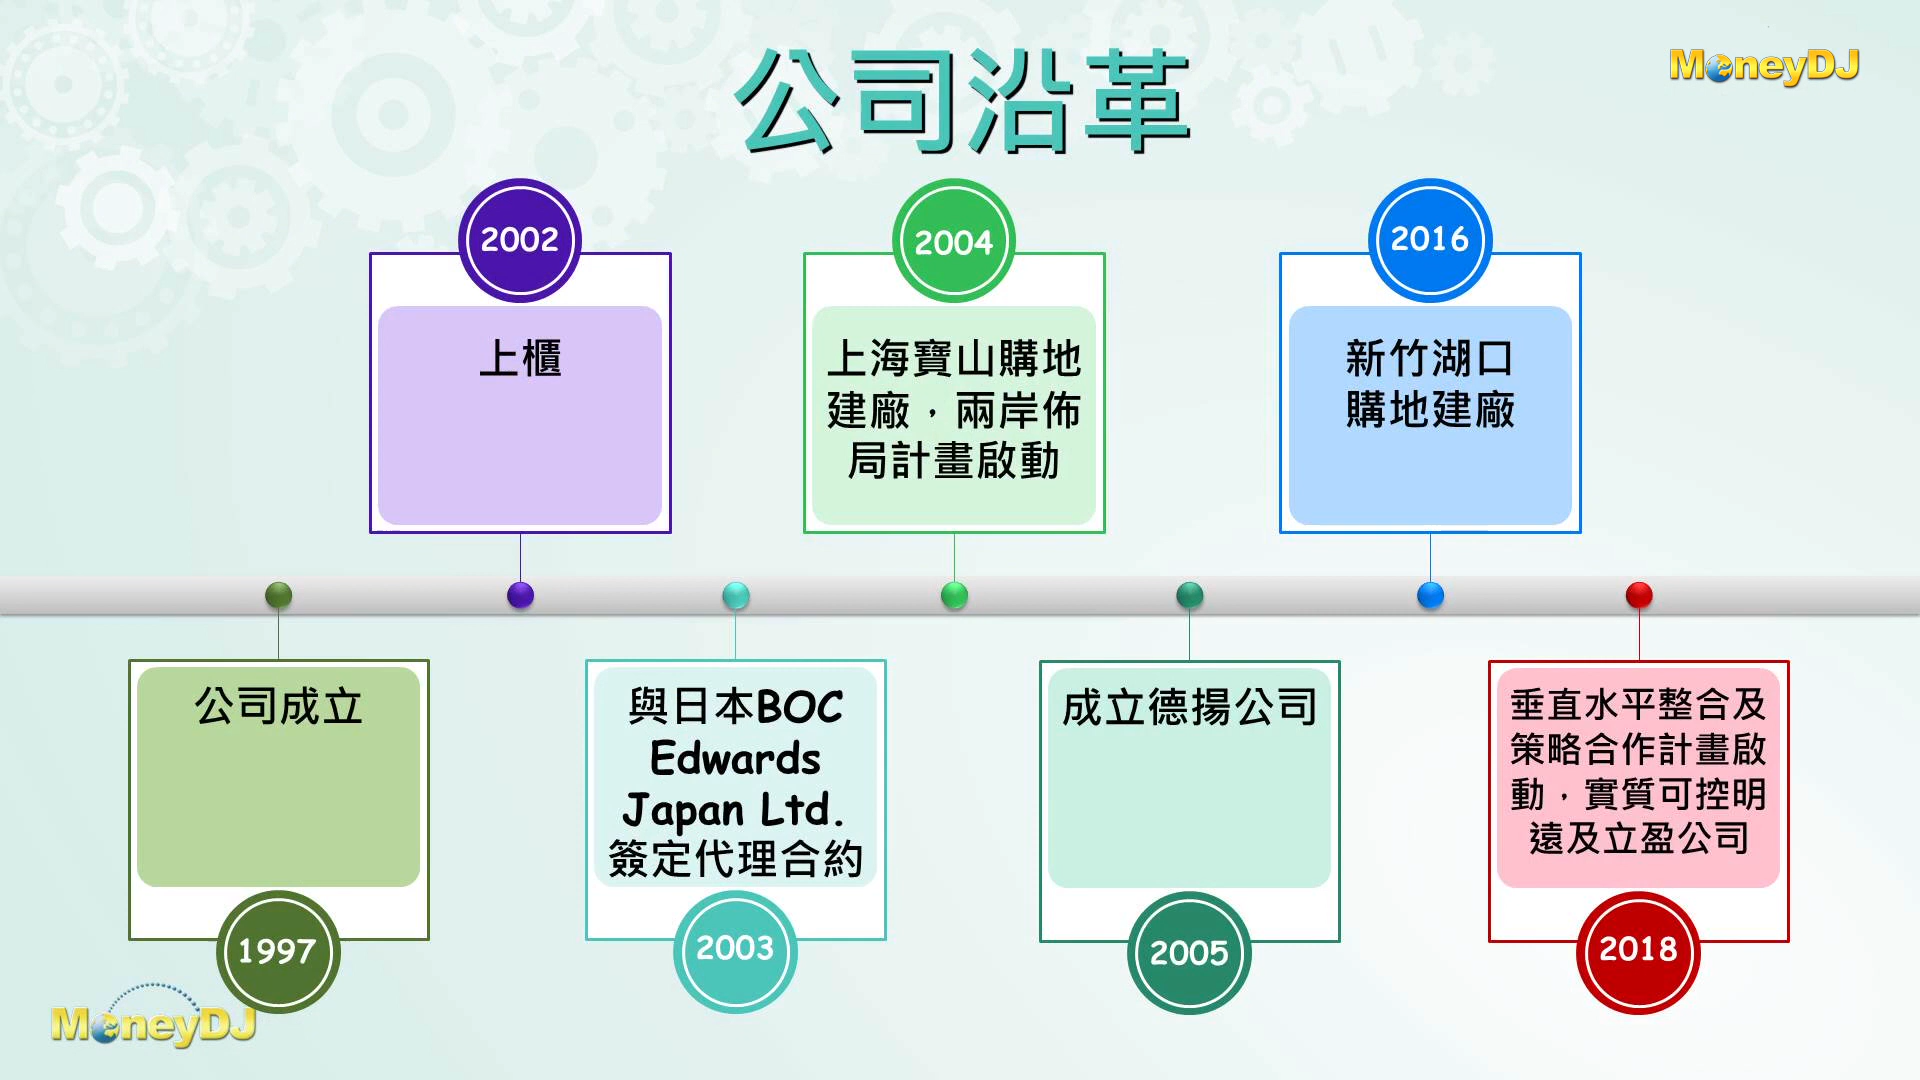 公司沿革
MoneyDJ
2002
上櫃
2004
上海寶山購地
建廠，兩岸佈
局計畫啟動
2016
新竹湖口
購地建廠
公司成立
1997
與日本BOC
Edwards
Japan Ltd.
簽定代理合約
2003
成立德揚公司
2005
垂直水平整合及
策略合作計畫啟
動，實質可控明
遠及立盈公司
2018
MoneyDJ